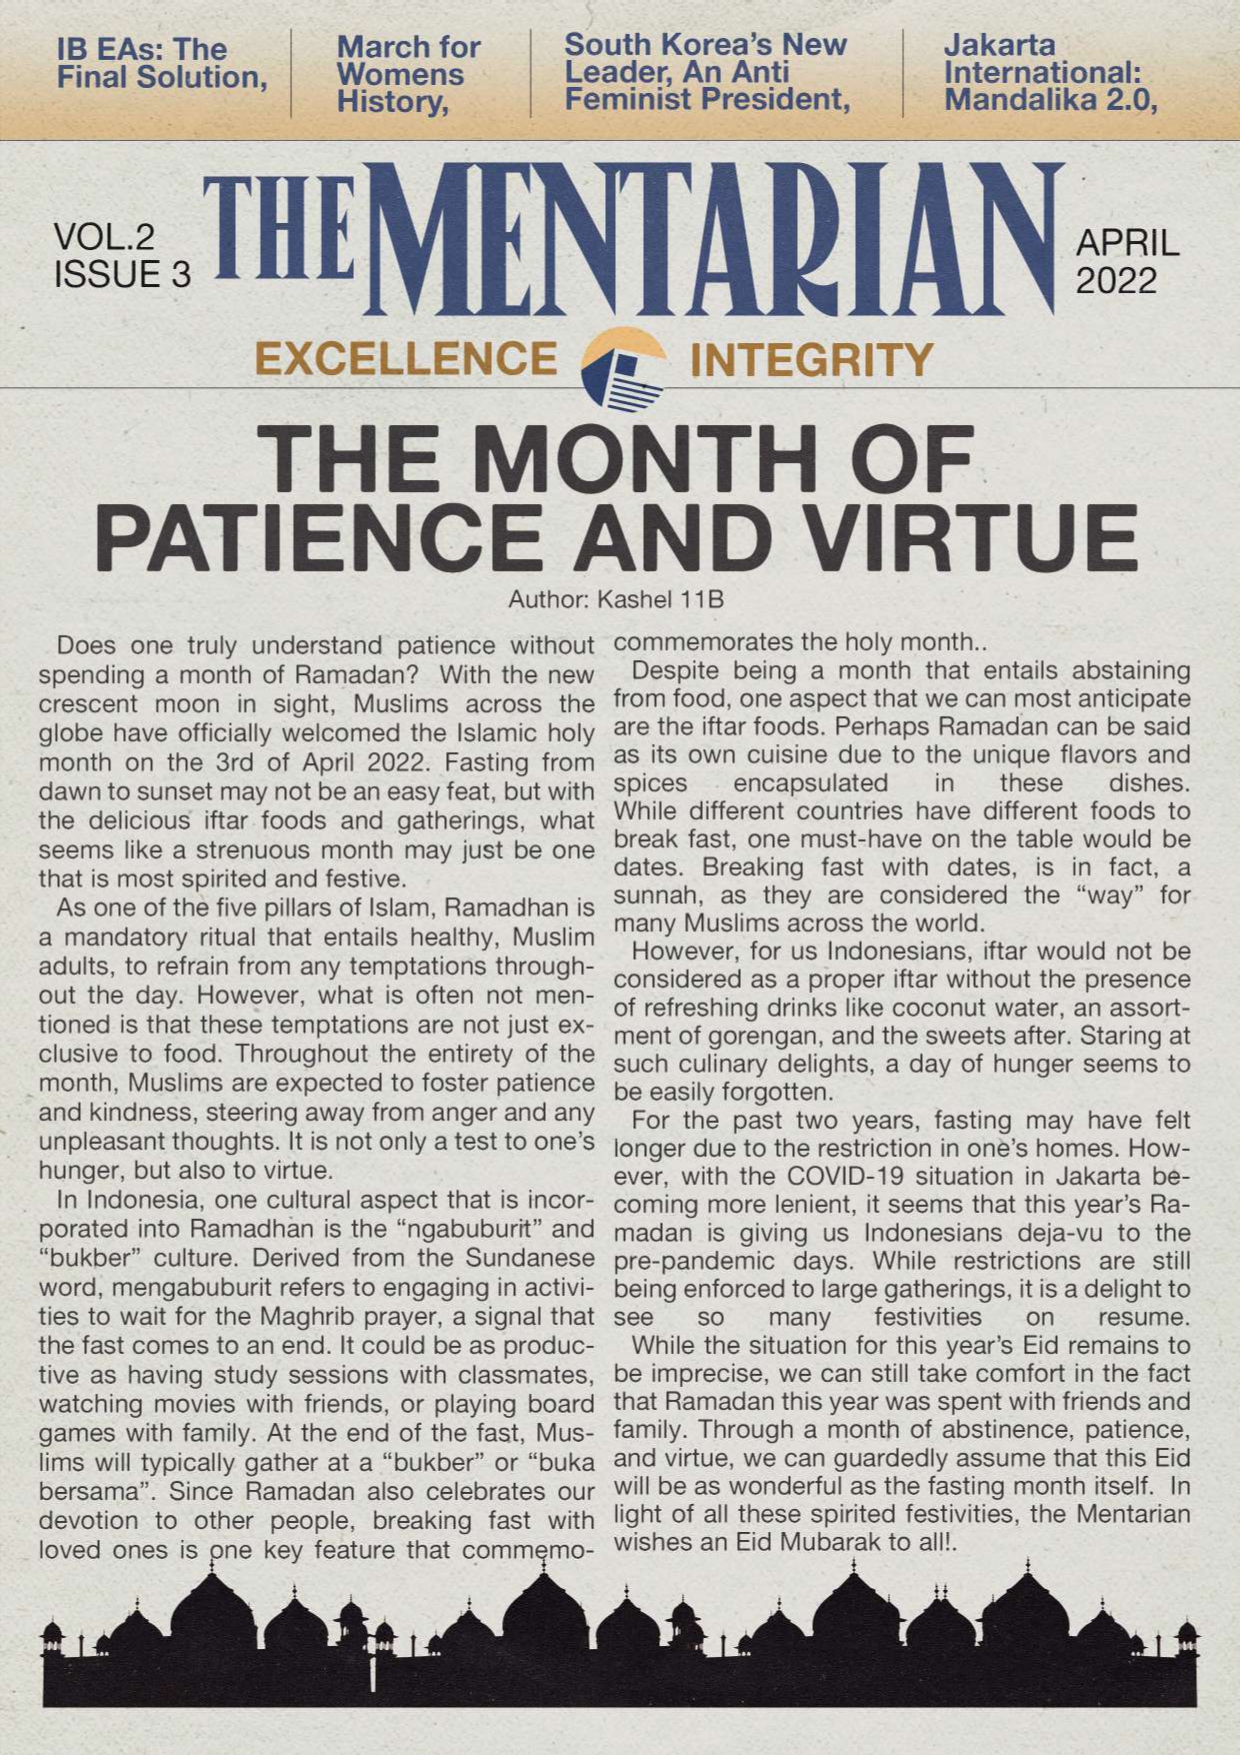 IB EAs: The
Final Solution,
March for
Womens
History,
South Korea's New
Leader, An Anti
Feminist President,
Jakarta
International:
Mandalika 2.0,
VOL.2
ISSUE 3
THE MENTARIAN
APRIL
2022
EXCELLENCE INTEGRITY
THE MONTH OF
PATIENCE AND VIRTUE
Author: Kashel 11B
Does one truly understand patience without
spending a month of Ramadan?  With the new
crescent moon in sight, Muslims across the
globe have officially welcomed the Islamic holy
month on the 3rd of April 2022. Fasting from
dawn to sunset may not be an easy feat, but with
the delicious iftar foods and gatherings, what
seems like a strenuous month may just be one
that is most spirited and festive.
As one of the five pillars of Islam, Ramadhan is
a mandatory ritual that entails healthy, Muslim
adults, to refrain from any temptations through-
out the day. However, what is often not men-
tioned is that these temptations are not just ex-
clusive to food. Throughout the entirety of the
month, Muslims are expected to foster patience
and kindness, steering away from anger and any
unpleasant thoughts. It is not only a test to one's
hunger, but also to virtue.
In Indonesia, one cultural aspect that is incor-
porated into Ramadhan is the “ngabuburit” and
“bukber” culture. Derived from the Sundanese
word, mengabuburit refers to engaging in activi-
ties to wait for the Maghrib prayer, a signal that
the fast comes to an end. It could be as produc-
tive as having study sessions with classmates,
watching movies with friends, or playing board
games with family. At the end of the fast, Mus-
lims will typically gather at a “bukber” or “buka
bersama”. Since Ramadan also celebrates our
devotion to other people, breaking fast with
loved ones is one key feature that commemo-
commemorates the holy month..
Despite being a month that entails abstaining
from food, one aspect that we can most anticipate
are the iftar foods. Perhaps Ramadan can be said
as its own cuisine due to the unique flavors and
spices encapsulated in these dishes.
While different countries have different foods to
break fast, one must-have on the table would be
dates. Breaking fast with dates, is in fact, a
sunnah, as they are considered the “way” for
many Muslims across the world.
However, for us Indonesians, iftar would not be
considered as a proper iftar without the presence
of refreshing drinks like coconut water, an assort-
ment of gorengan, and the sweets after. Staring at
such culinary delights, a day of hunger seems to
be easily forgotten.
For the past two years, fasting may have felt
longer due to the restriction in one's homes. How-
ever, with the COVID-19 situation in Jakarta be-
coming more lenient, it seems that this year's Ra-
madan is giving us Indonesians deja-vu to the
pre-pandemic days. While restrictions are still
being enforced to large gatherings, it is a delight to
see so many festivities on resume.
While the situation for this year's Eid remains to
be imprecise, we can still take comfort in the fact
that Ramadan this year was spent with friends and
family. Through a month of abstinence, patience,
and virtue, we can guardedly assume that this Eid
will be as wonderful as the fasting month itself.  In
light of all these spirited festivities, the Mentarian
wishes an Eid Mubarak to all!.